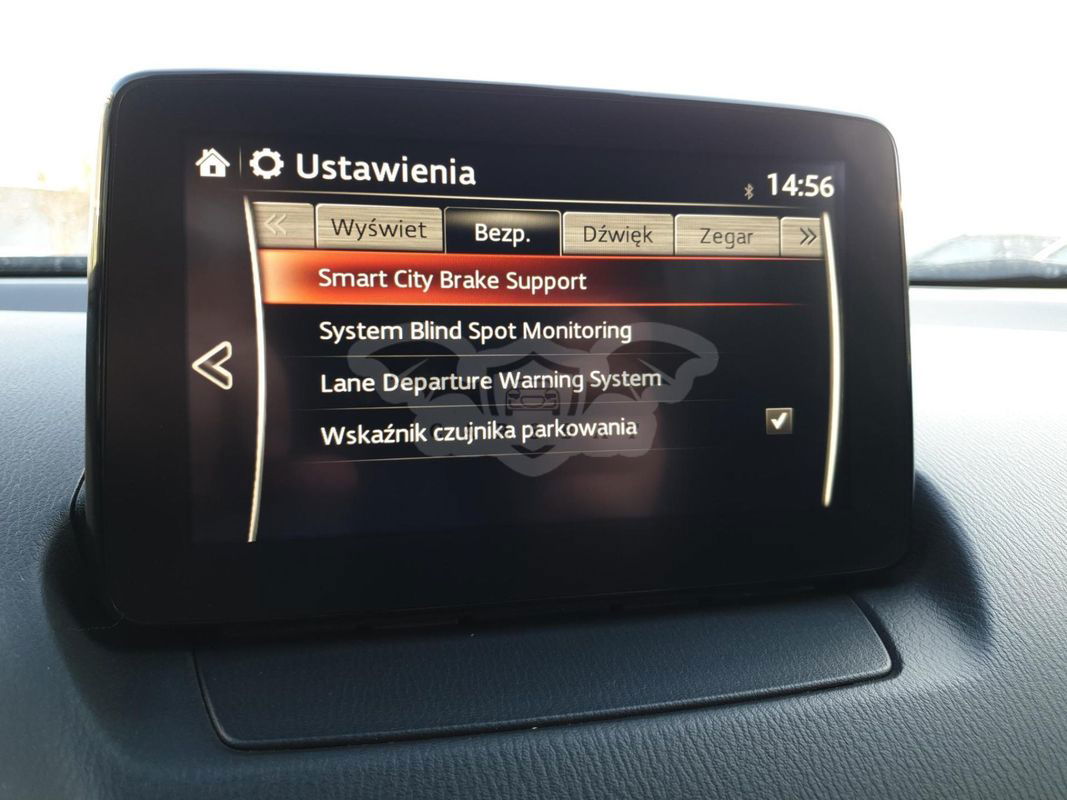 Ustawienia
14:56
Wyświet Bezp. Dźwięk Zegar
Smart City Brake Support
System Blind Spot Monitoring
Lane Departure Warning System
Wskaźnik czujnika parkowania